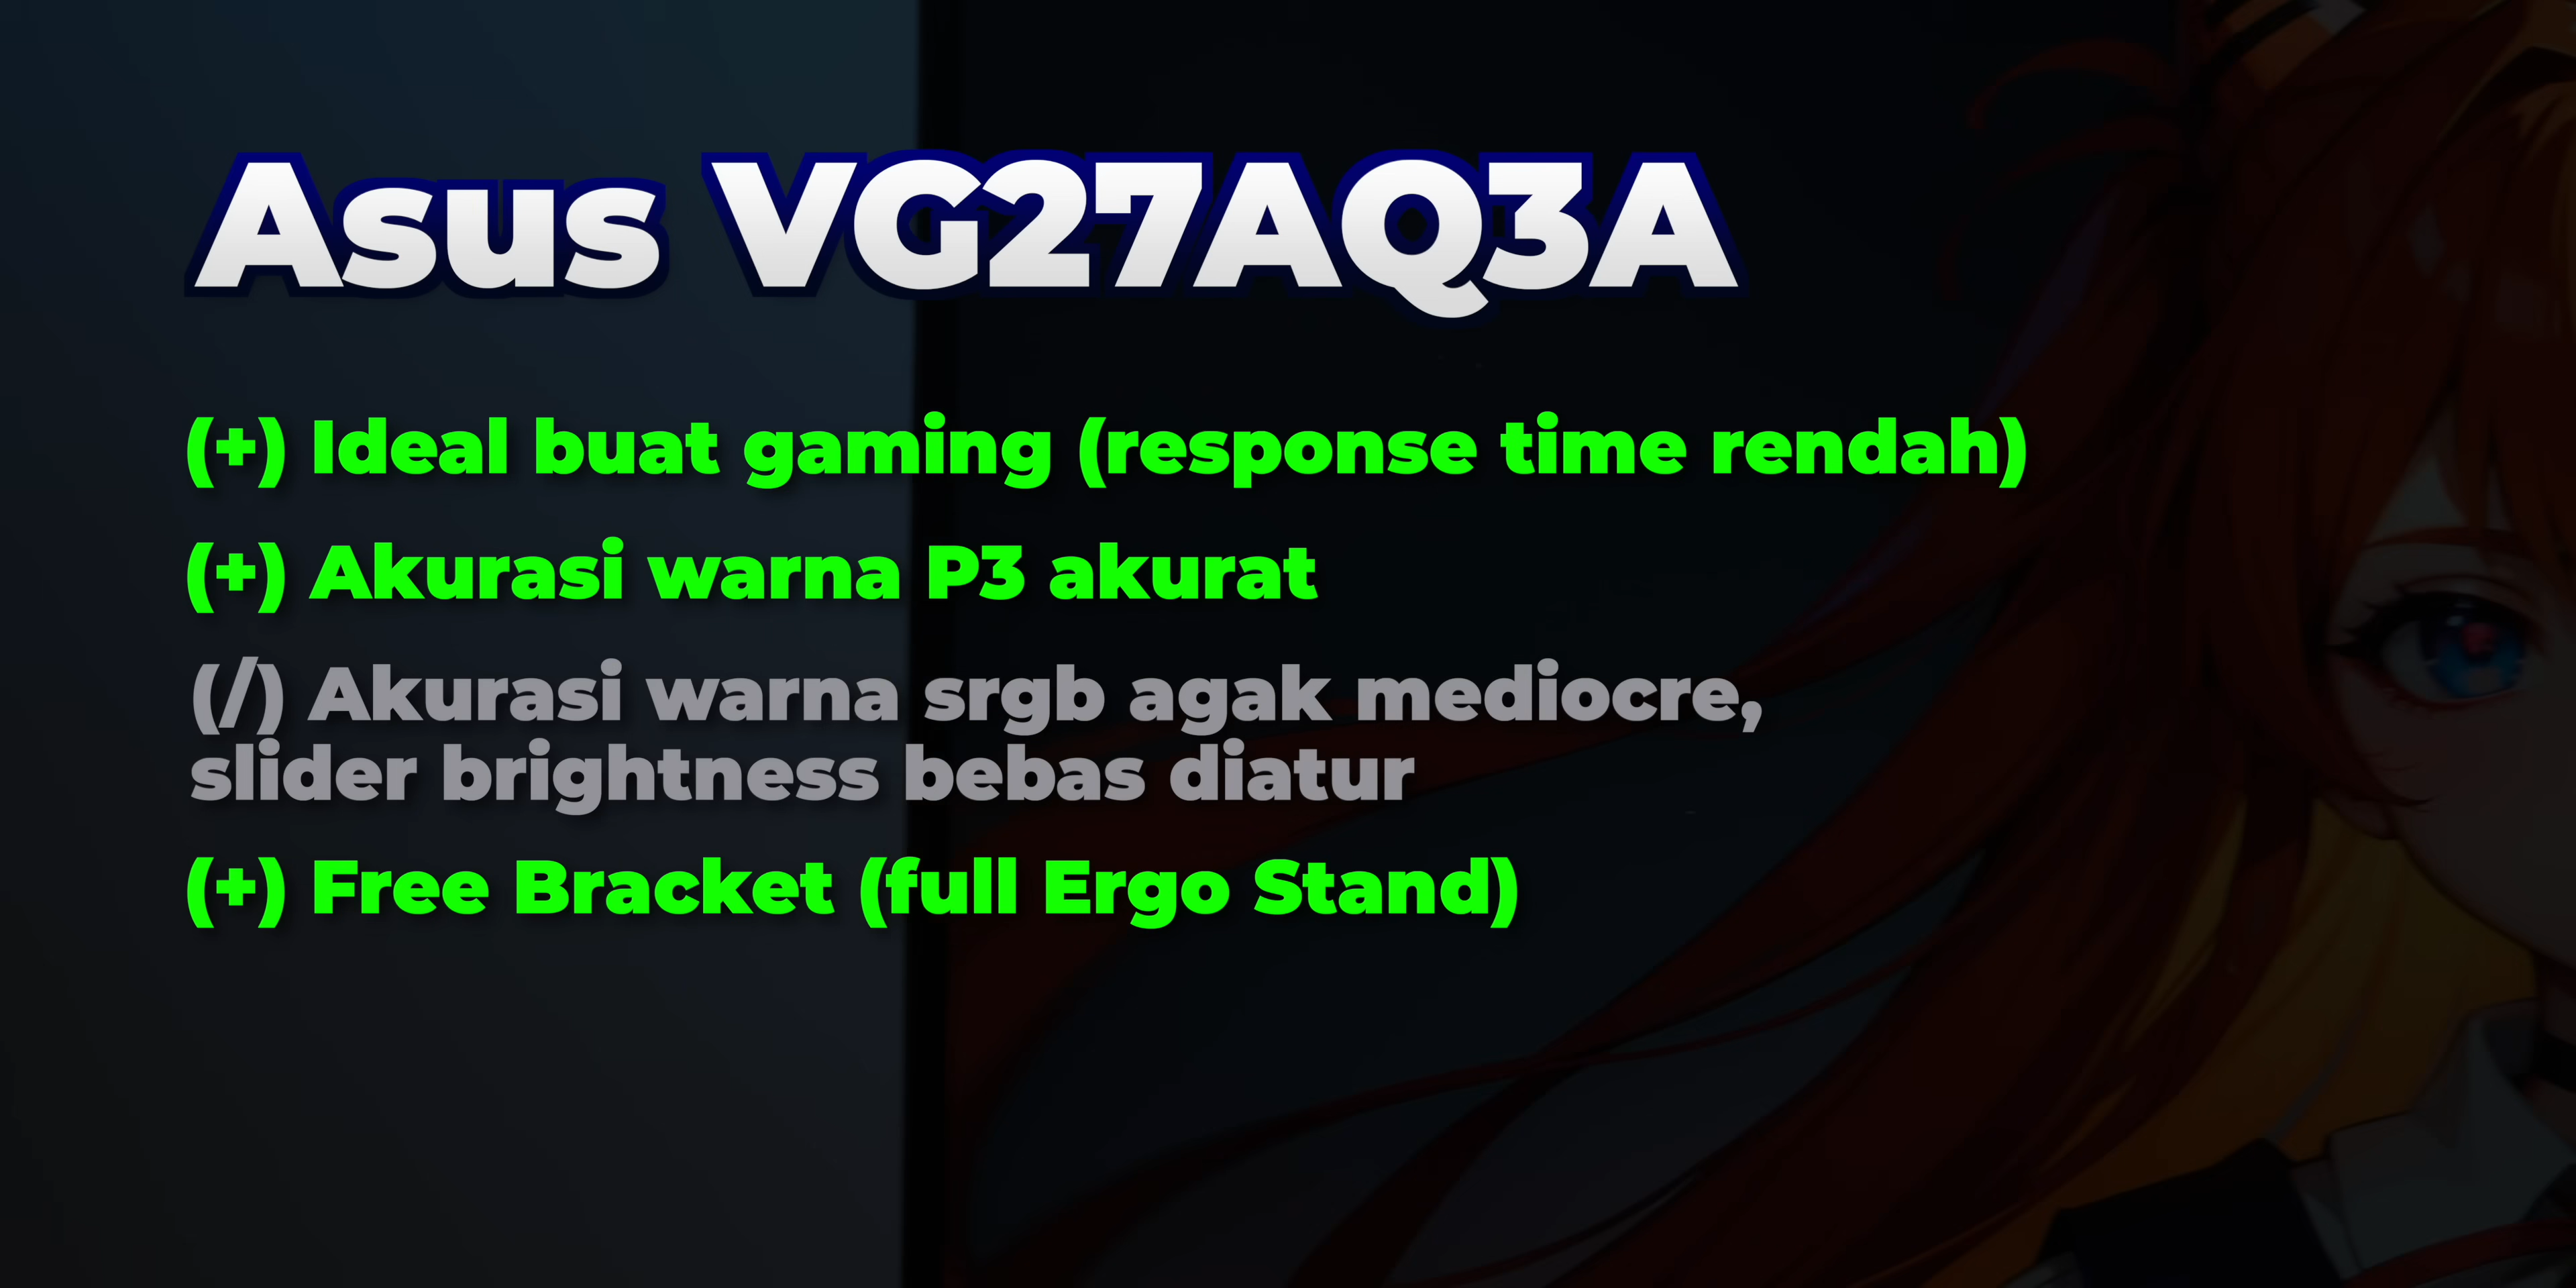 Asus VG27AQ3A
(+) Ideal buat gaming (response time rendah)
(+) Akurasi warna P3 akurat
(/) Akurasi warna srgb agak mediocre,
slider brightness bebas diatur
(+) Free Bracket (full Ergo Stand)